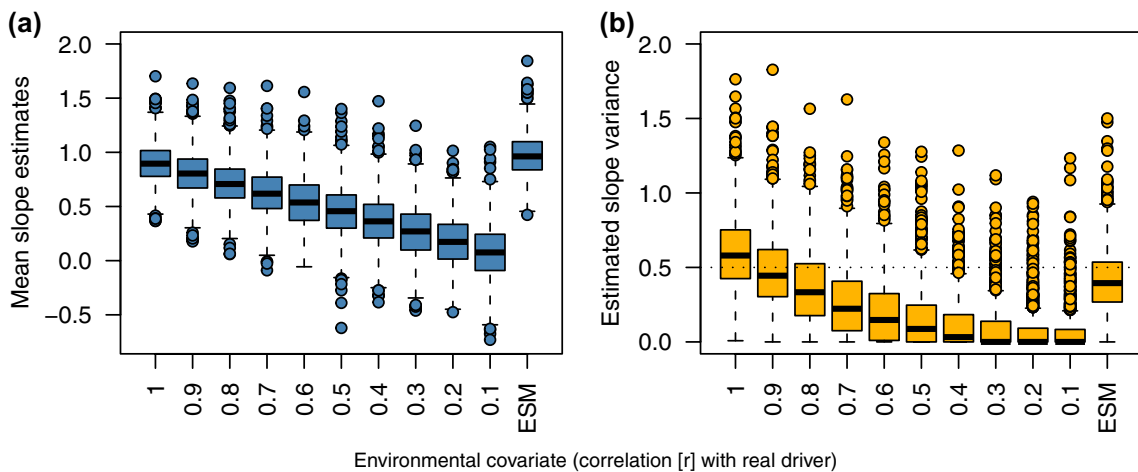 (a)
Mean slope estimates
2.0
1.5
1.0
0.5
0.0
−0.5
1 0.9 0.8 0.7 0.6 0.5 0.4 0.3 0.2 0.1 ESM
(b)
Estimated slope variance
2.0
1.5
1.0
0.5
0.0
1 0.9 0.8 0.7 0.6 0.5 0.4 0.3 0.2 0.1 ESM
Environmental covariate (correlation [r] with real driver)